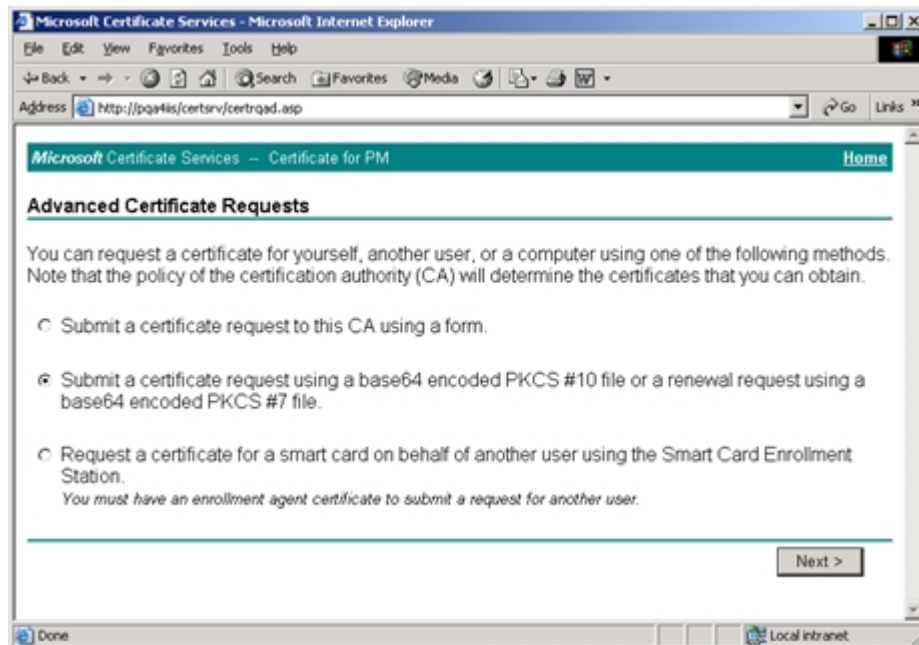 Microsoft Certificate Services - Microsoft Internet Explorer
File Edit View Favorites Tools Help
Back Search Favorites Media
Address http://pqa4iis/certsrv/certrqad.asp Go Links »
Microsoft Certificate Services -- Certificate for PM Home
Advanced Certificate Requests
You can request a certificate for yourself, another user, or a computer using one of the following methods.
Note that the policy of the certification authority (CA) will determine the certificates that you can obtain.
Submit a certificate request to this CA using a form.
Submit a certificate request using a base64 encoded PKCS #10 file or a renewal request using a
base64 encoded PKCS #7 file.
Request a certificate for a smart card on behalf of another user using the Smart Card Enrollment
Station.
You must have an enrollment agent certificate to submit a request for another user.
Next >
Done Local intranet